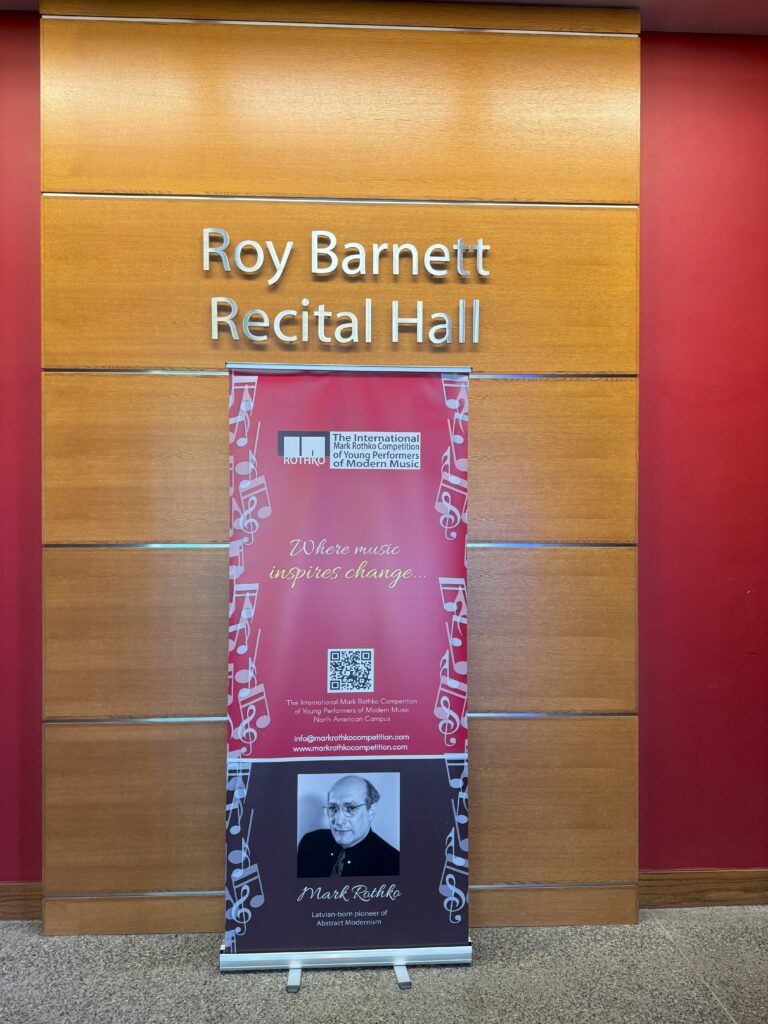 Roy Barnett
Recital Hall
ROTHKO
The International
Mark Rothko Competition
of Young Performers
of Modern Music
Where music
inspires change...
The International Mark Rothko Competition
of Young Performers of Modern Music
North American Campus
info@markrothkocompetition.com
www.markrothkocompetition.com
Mark Rothko
Latvian-born pioneer of
Abstract Modernism